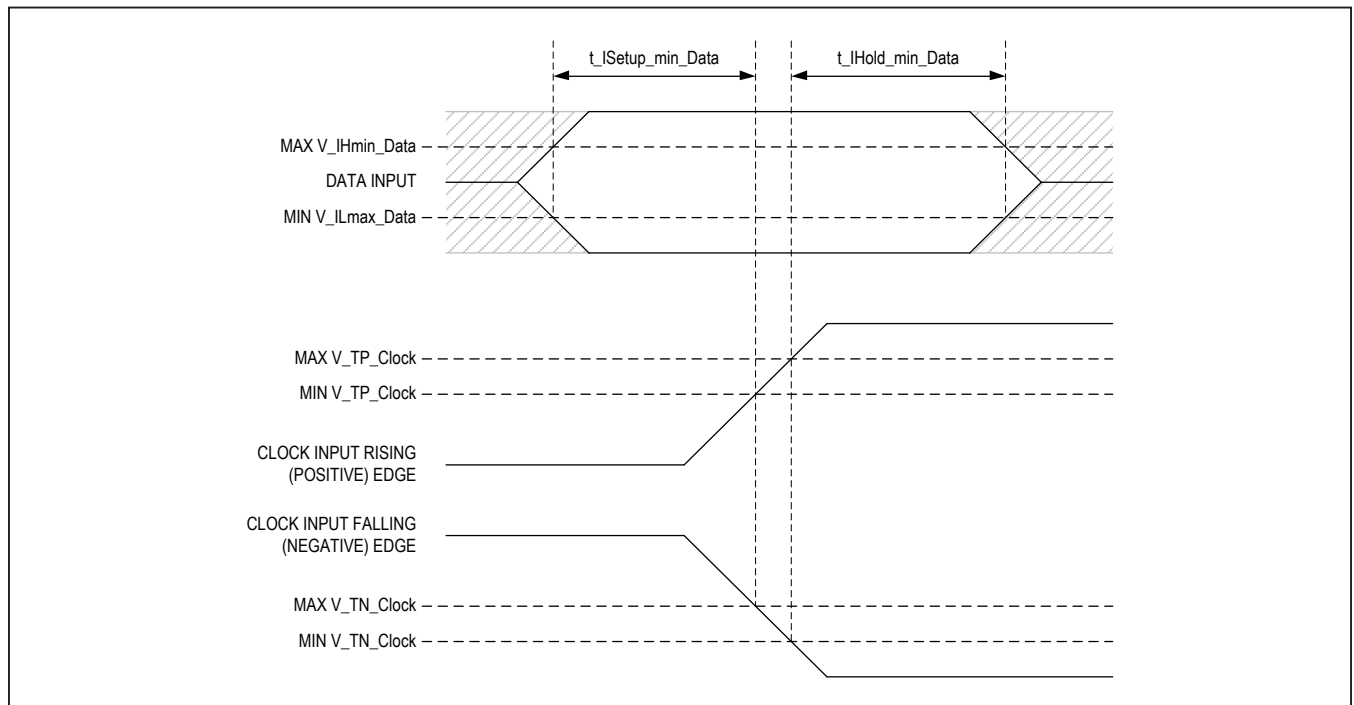 t_ISetup_min_Data
t_IHold_min_Data
MAX V_IHmin_Data
DATA INPUT
MIN V_ILmax_Data
MAX V_TP_Clock
MIN V_TP_Clock
CLOCK INPUT RISING
(POSITIVE) EDGE
CLOCK INPUT FALLING
(NEGATIVE) EDGE
MAX V_TN_Clock
MIN V_TN_Clock